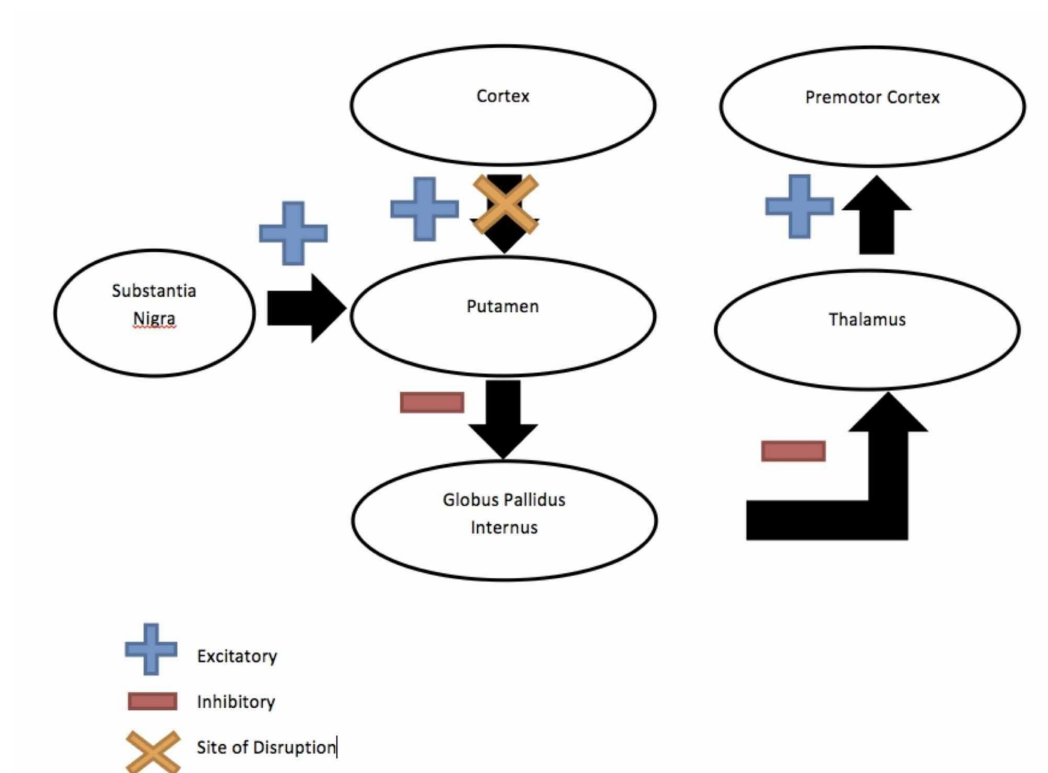 Cortex
Premotor Cortex
Substantia
Nigra
Putamen
Thalamus
Globus Pallidus
Internus
Excitatory
Inhibitory
Site of Disruption